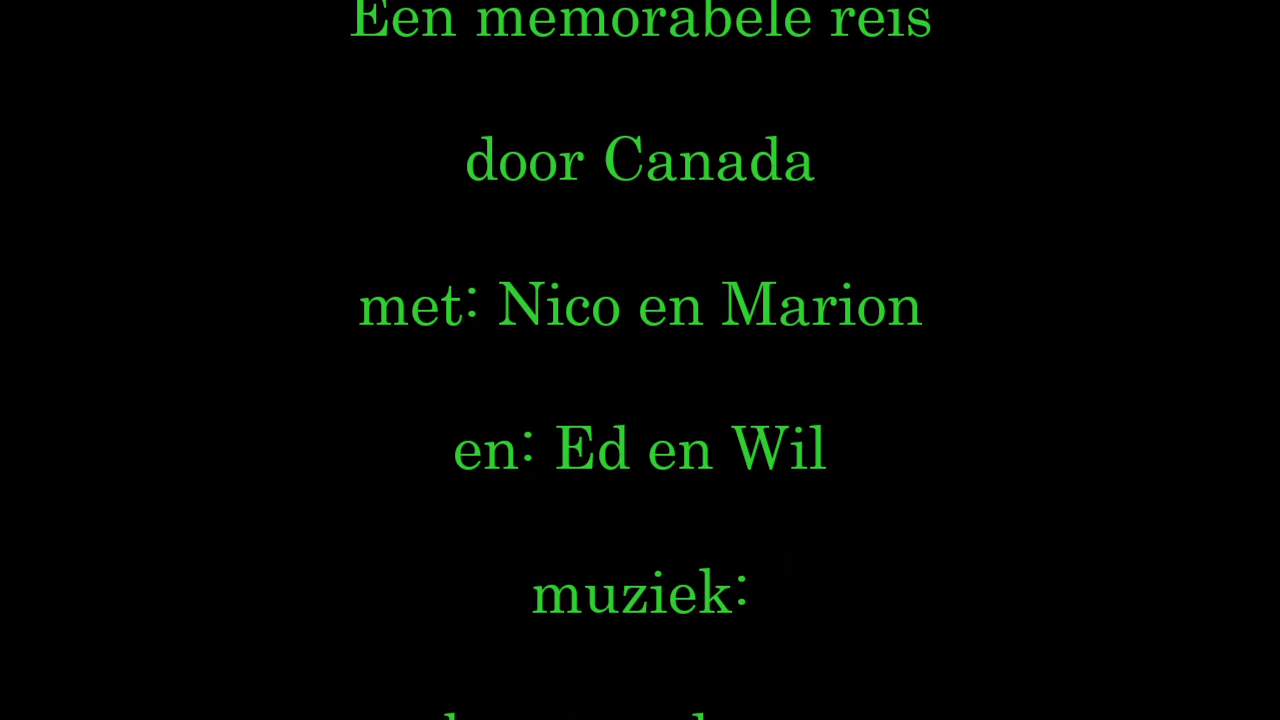 Een memorabele reis
door Canada
met: Nico en Marion
en: Ed en Wil
muziek: